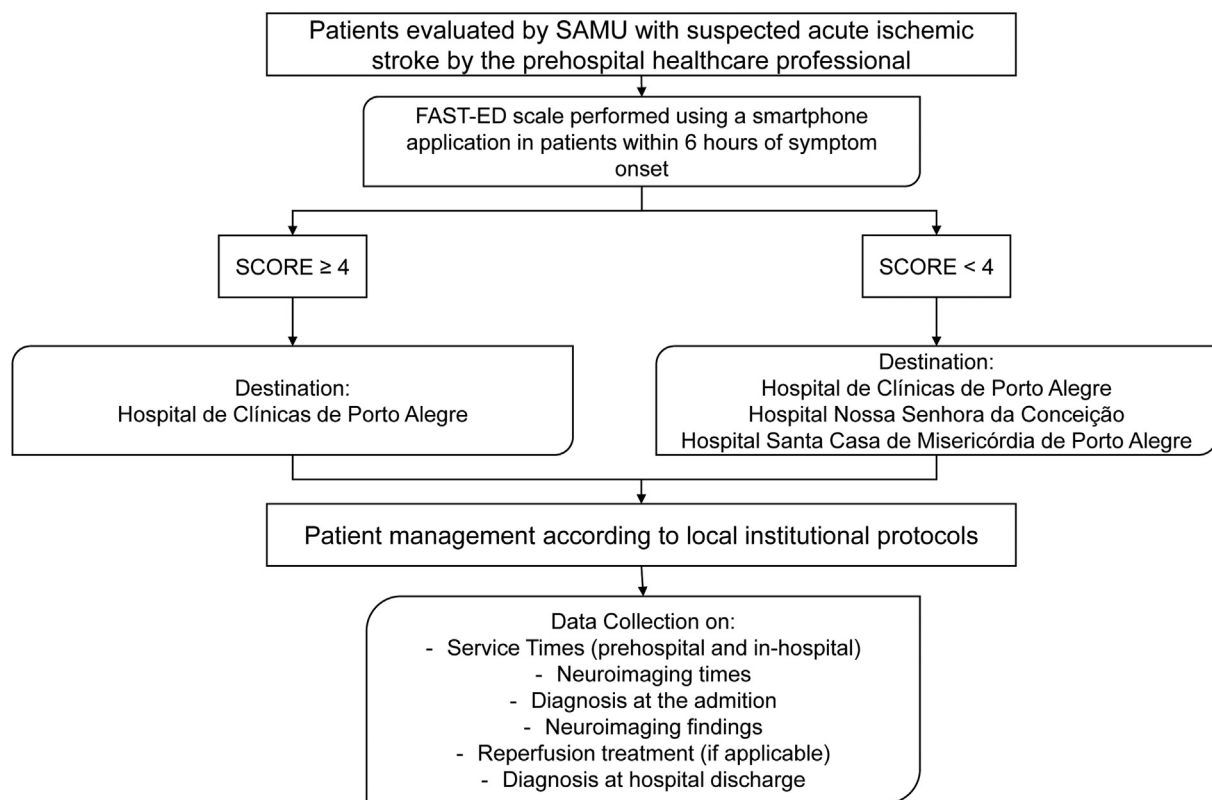 Patients evaluated by SAMU with suspected acute ischemic
stroke by the prehospital healthcare professional
FAST-ED scale performed using a smartphone
application in patients within 6 hours of symptom
onset
SCORE ≥ 4
SCORE < 4
Destination:
Hospital de Clínicas de Porto Alegre
Destination:
Hospital de Clínicas de Porto Alegre
Hospital Nossa Senhora da Conceição
Hospital Santa Casa de Misericórdia de Porto Alegre
Patient management according to local institutional protocols
Data Collection on:
- Service Times (prehospital and in-hospital)
- Neuroimaging times
- Diagnosis at the admition
- Neuroimaging findings
- Reperfusion treatment (if applicable)
- Diagnosis at hospital discharge